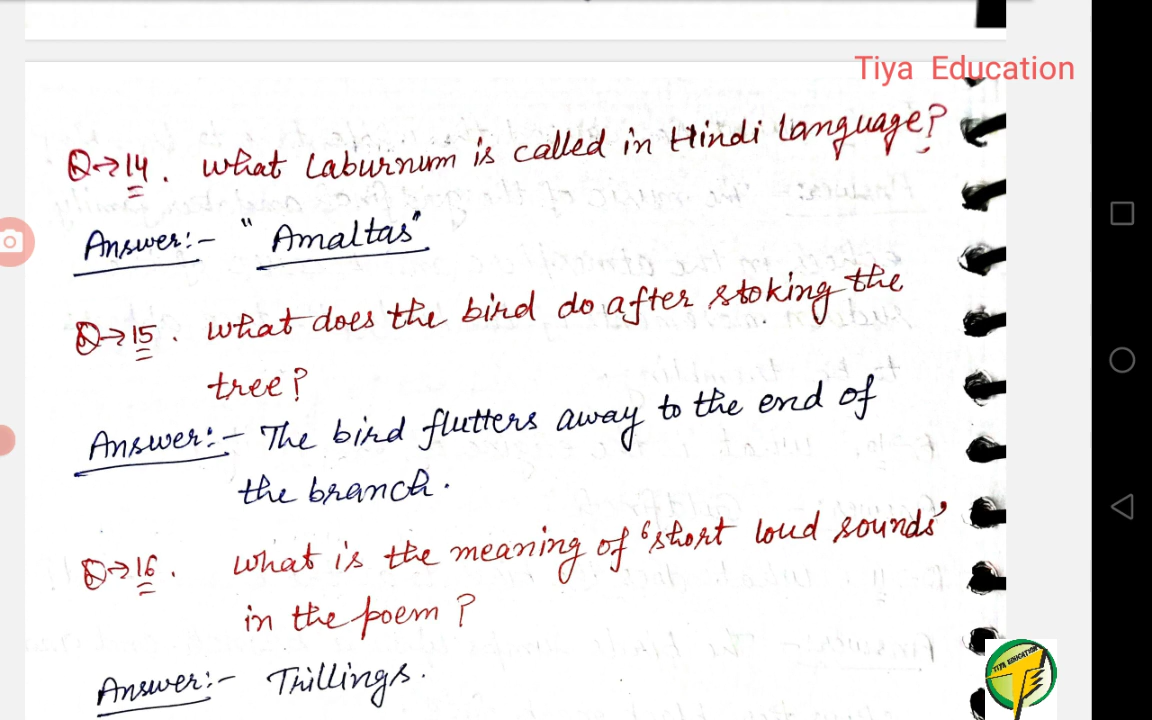 Tiya Education
Q→14. What Laburnum is called in Hindi language?
Answer:- "Amaltas"
Q→15. What does the bird do after stoking the
tree?
Answer:- The bird flutters away to the end of
the branch.
Q→16. What is the meaning of 'short loud sounds'
in the poem?
Answer:- Trillings.
TIYA EDUCATION